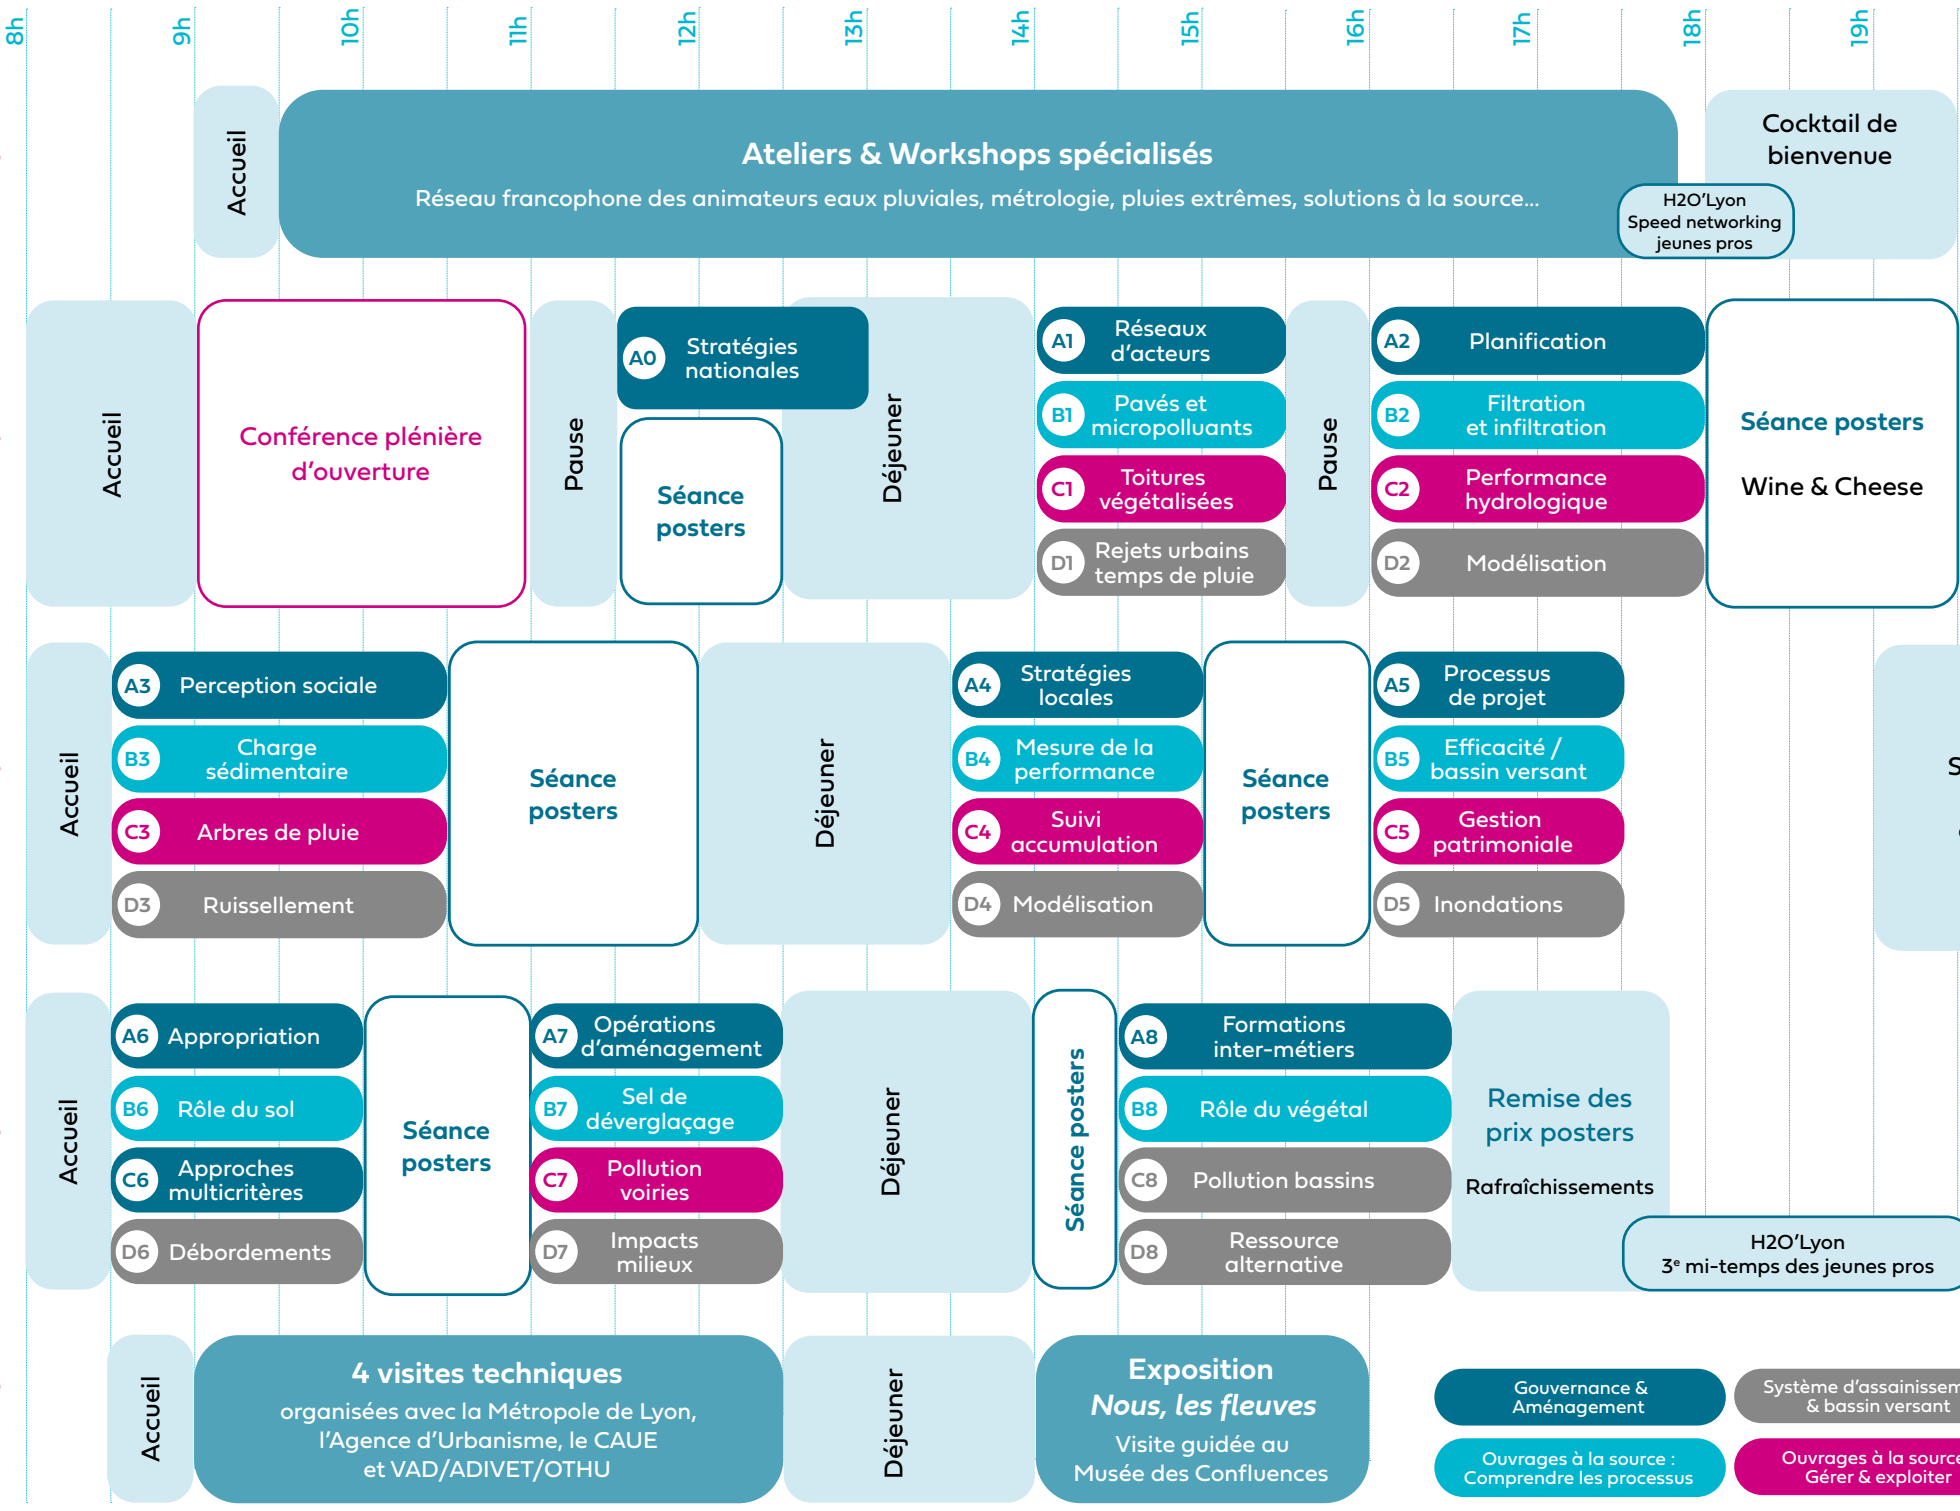 8h
9h
10h
11h
12h
13h
14h
15h
16h
17h
18h
19h
Accueil
Ateliers & Workshops spécialisés
Réseau francophone des animateurs eaux pluviales, métrologie, pluies extrêmes, solutions à la source...
Cocktail de
bienvenue
H2O'Lyon
Speed networking
jeunes pros
Accueil
Conférence plénière
d'ouverture
Pause
A0
Stratégies
nationales
Séance
posters
Déjeuner
A1
Réseaux
d'acteurs
B1
Pavés et
micropolluants
C1
Toitures
végétalisées
D1
Rejets urbains
temps de pluie
Pause
A2
Planification
B2
Filtration
et infiltration
C2
Performance
hydrologique
D2
Modélisation
Séance posters
Wine & Cheese
Accueil
A3
Perception sociale
B3
Charge
sédimentaire
C3
Arbres de pluie
D3
Ruissellement
Séance
posters
Déjeuner
A4
Stratégies
locales
B4
Mesure de la
performance
C4
Suivi
accumulation
D4
Modélisation
Séance
posters
A5
Processus
de projet
B5
Efficacité /
bassin versant
C5
Gestion
patrimoniale
D5
Inondations
Accueil
A6
Appropriation
B6
Rôle du sol
C6
Approches
multicritères
D6
Débordements
Séance
posters
A7
Opérations
d'aménagement
B7
Sel de
déverglaçage
C7
Pollution
voiries
D7
Impacts
milieux
Déjeuner
Séance posters
A8
Formations
inter-métiers
B8
Rôle du végétal
C8
Pollution bassins
D8
Ressource
alternative
Remise des
prix posters
Rafraîchissements
H2O'Lyon
3e mi-temps des jeunes pros
Accueil
4 visites techniques
organisées avec la Métropole de Lyon,
l'Agence d'Urbanisme, le CAUE
et VAD/ADIVET/OTHU
Déjeuner
Exposition
Nous, les fleuves
Visite guidée au
Musée des Confluences
Gouvernance &
Aménagement
Système d'assainissem
& bassin versant
Ouvrages à la source :
Comprendre les processus
Ouvrages à la source
Gérer & exploiter